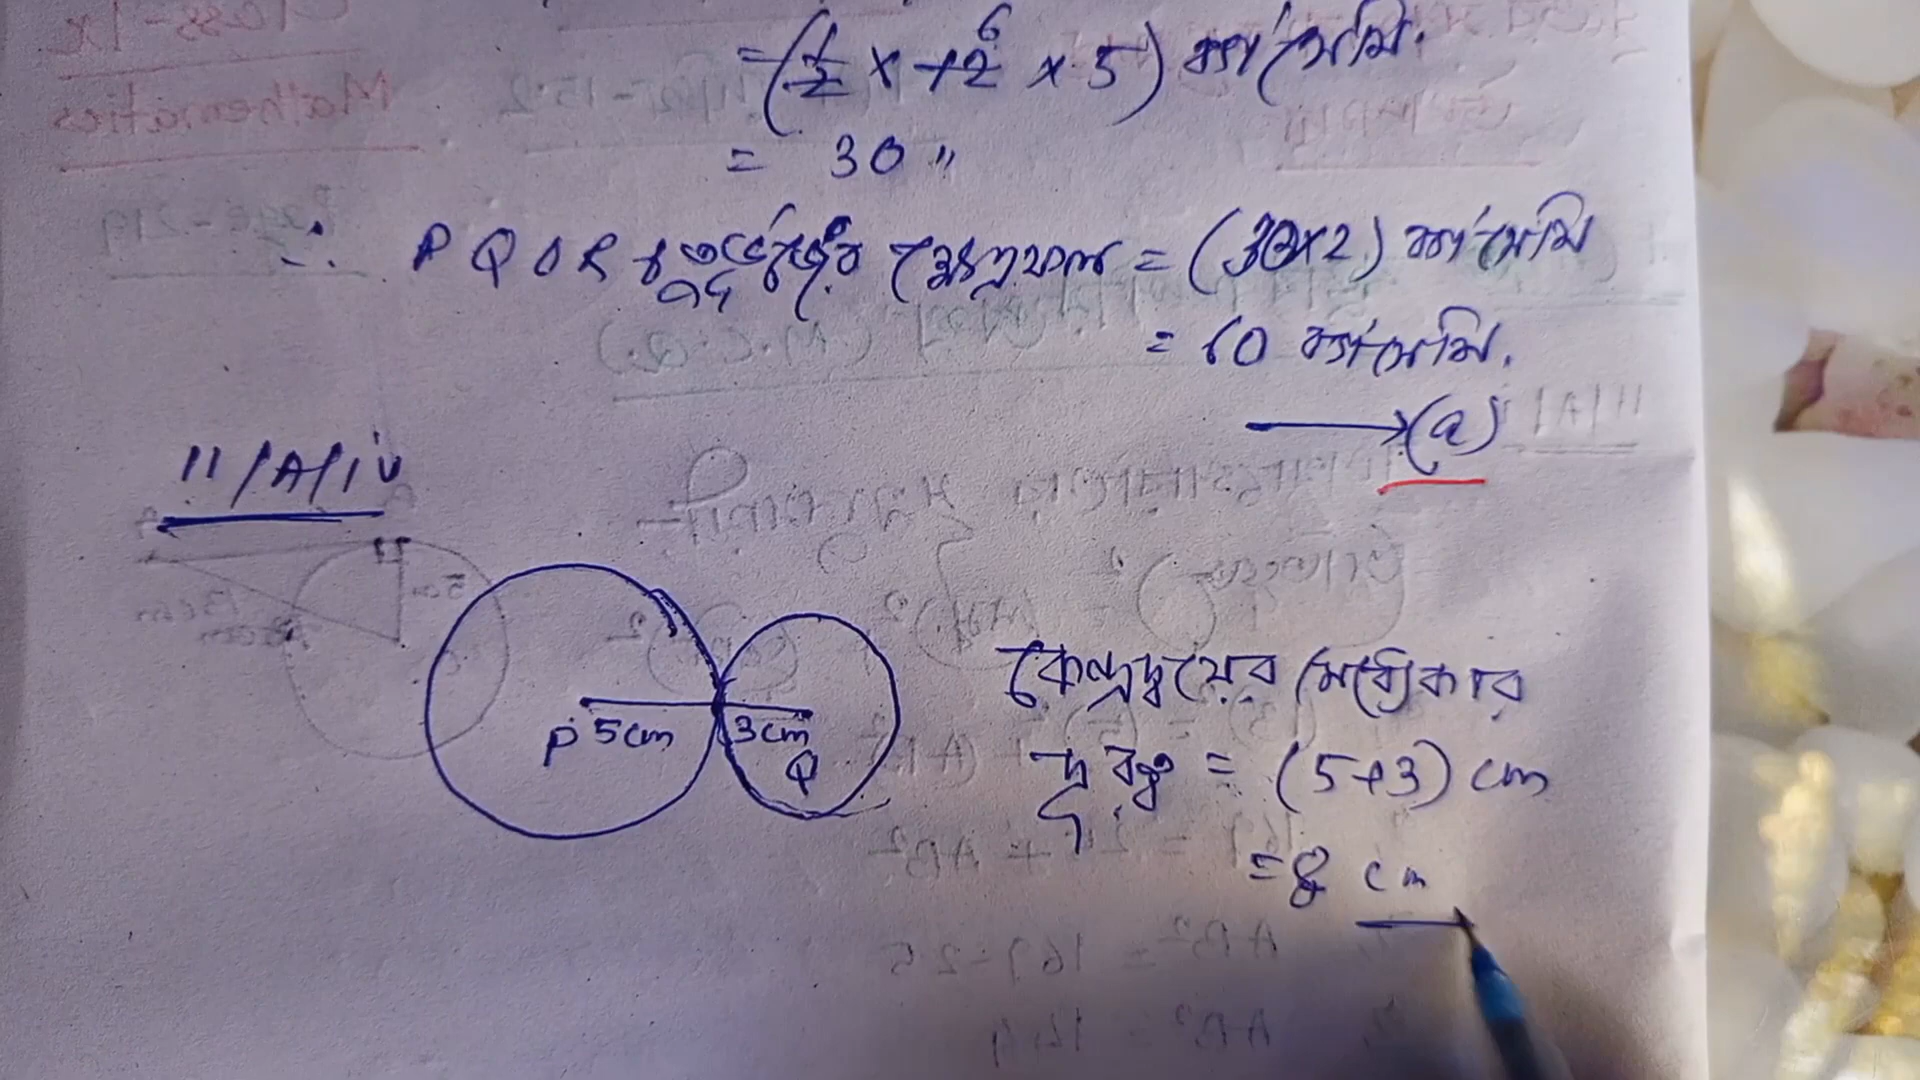 = (1/2 × 12 6 × 5) বর্গসেমি.
= 30 "
∴ PQOR চতুর্ভুজের ক্ষেত্রফল = (30×2) বর্গসেমি
= 60 বর্গসেমি.
→ (a)
11/A/iv
P 5cm 3cm Q
কেন্দ্রদ্বয়ের মধ্যেকার
দূরত্ব = (5+3) cm
= 8 cm